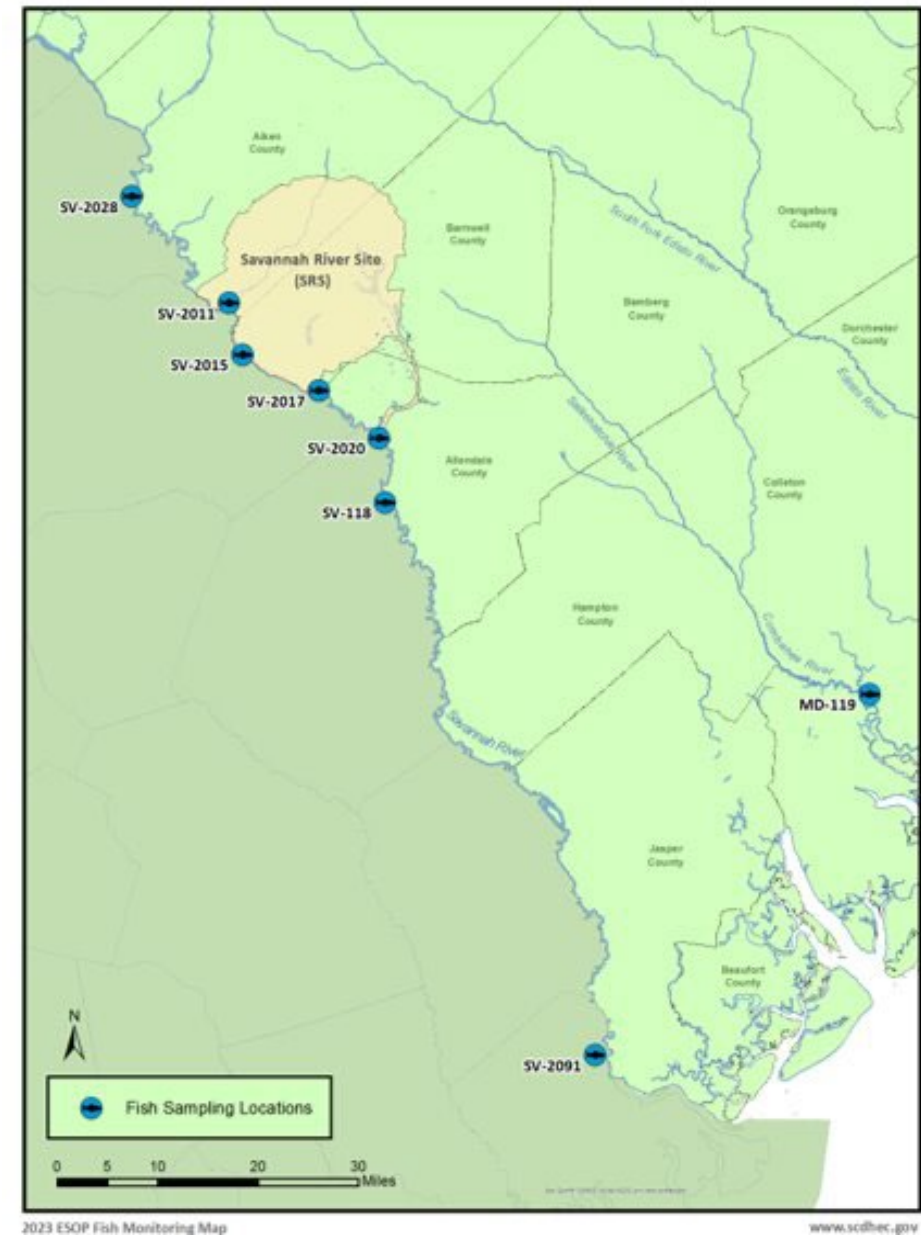 Aiken
County
SV-2028
Savannah River Site
(SRS)
Barnwell
County
South Fork Edisto River
Orangeburg
County
SV-2011
Bamberg
County
Dorchester
County
SV-2015
SV-2017
Edisto River
Salkehatchie River
SV-2020
Allendale
County
Colleton
County
SV-118
Hampton
County
Combahee River
MD-119
Savannah River
Jasper
County
Beaufort
County
N
SV-2091
Fish Sampling Locations
0 5 10 20 30
Miles
2023 ESOP Fish Monitoring Map
www.scdhec.gov